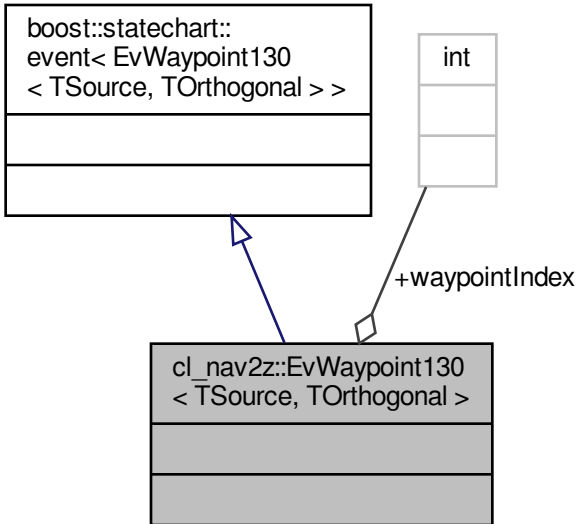 boost::statechart::
event< EvWaypoint130
< TSource, TOrthogonal > >
int
+waypointIndex
cl_nav2z::EvWaypoint130
< TSource, TOrthogonal >